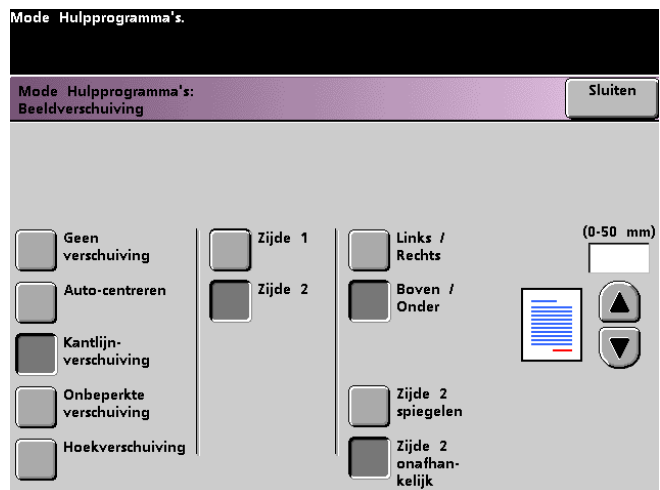 Mode Hulpprogramma's.
Mode Hulpprogramma's:
Beeldverschuiving
Sluiten
Geen
verschuiving
Auto-centreren
Kantlijn-
verschuiving
Onbeperkte
verschuiving
Hoekverschuiving
Zijde 1
Zijde 2
Links /
Rechts
Boven /
Onder
Zijde 2
spiegelen
Zijde 2
onafhan-
kelijk
(0-50 mm)